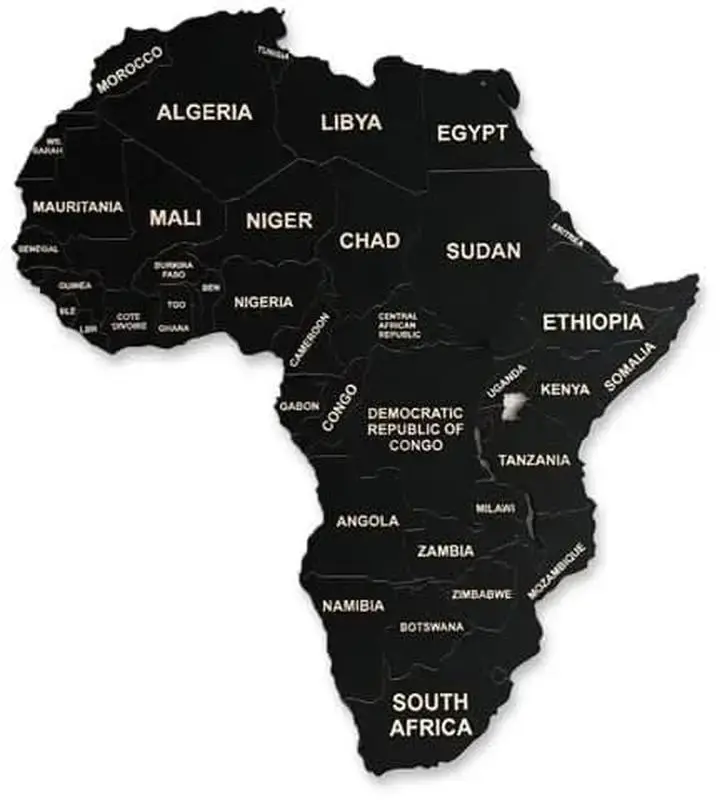 TUNISIA
MOROCCO
ALGERIA
LIBYA
EGYPT
WE.
SARAH
MAURITANIA
MALI
NIGER
CHAD
SUDAN
ERITREA
SENEGAL
BURKINA
FASO
GUINEA
BEN
NIGERIA
TGO
SLE
LBR
COTE
D'IVOIRE
GHANA
CAMEROON
CENTRAL
AFRICAN
REPUBLIC
ETHIOPIA
SOMALIA
UGANDA
KENYA
GABON
CONGO
DEMOCRATIC
REPUBLIC OF
CONGO
TANZANIA
MILAWI
ANGOLA
ZAMBIA
MOZAMBIQUE
ZIMBABWE
NAMIBIA
BOTSWANA
SOUTH
AFRICA